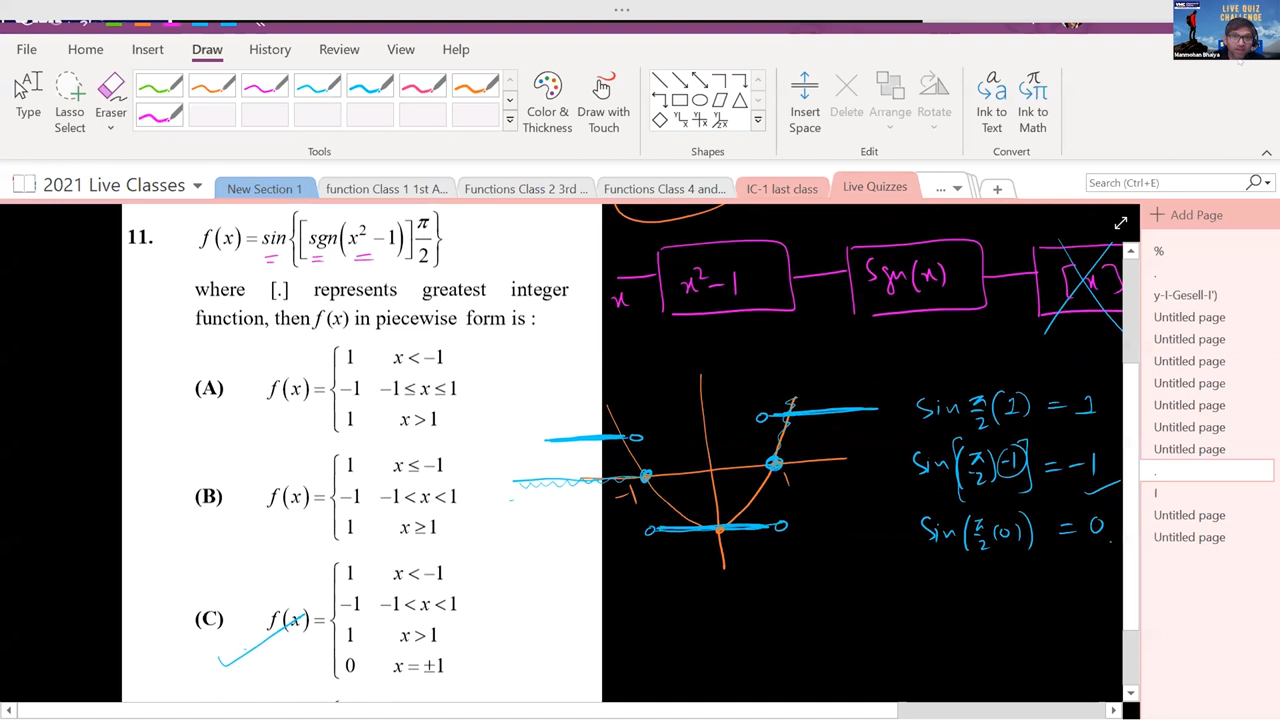 LIVE QUIZ
CHALLENGE
VMC
Manmohan Bhaiya
File Home Insert Draw History Review View Help
Type
Lasso Select
Eraser
Color & Thickness
Draw with Touch
Insert Space
Delete
Arrange
Rotate
Ink to Text
Ink to Math
Tools
Shapes
Edit
Convert
2021 Live Classes
New Section 1
function Class 1 1st A...
Functions Class 2 3rd ...
Functions Class 4 and...
IC-1 last class
Live Quizzes
...
Search (Ctrl+E)
Add Page
%
.
y-I-Gesell-I')
Untitled page
Untitled page
Untitled page
Untitled page
Untitled page
Untitled page
Untitled page
.
I
Untitled page
Untitled page
11. f(x) = sin{[sgn(x² −1)]π/2}
where [.] represents greatest integer
function, then f(x) in piecewise form is :
(A) f(x) = { 1 x < −1
−1 −1 ≤ x ≤ 1
1 x > 1
(B) f(x) = { 1 x ≤ −1
−1 −1 < x < 1
1 x ≥ 1
(C) f(x) = { 1 x < −1
−1 −1 < x < 1
1 x > 1
0 x = ±1
x
x²−1
Sgn(x)
[x]
−1
1
Sin π/2 (1) = 1
Sin[(π/2) −1] = −1
Sin(π/2 (0)) = 0.